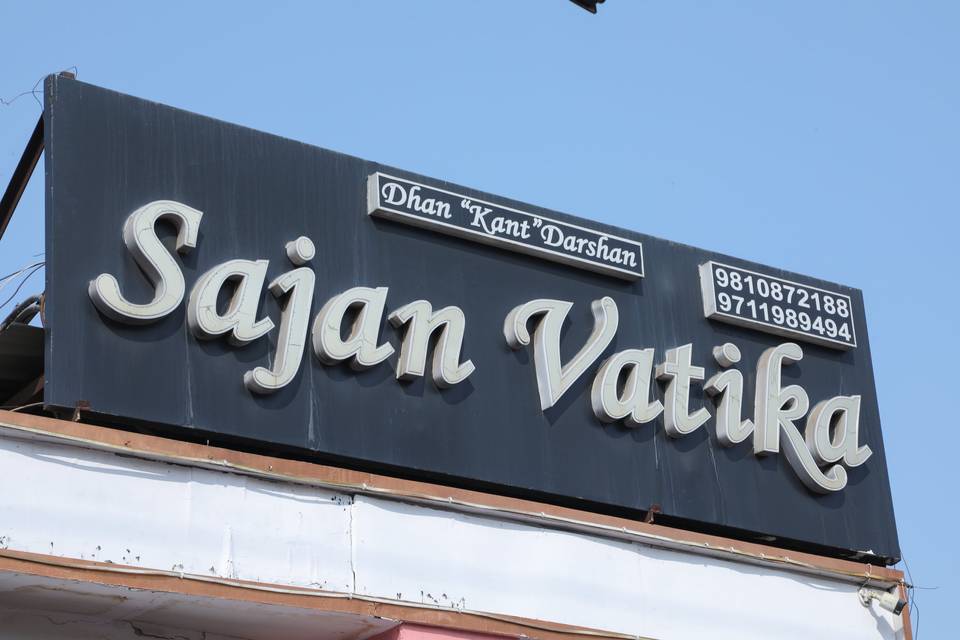 Dhan “Kant” Darshan
9810872188
9711989494
Sajan Vatika